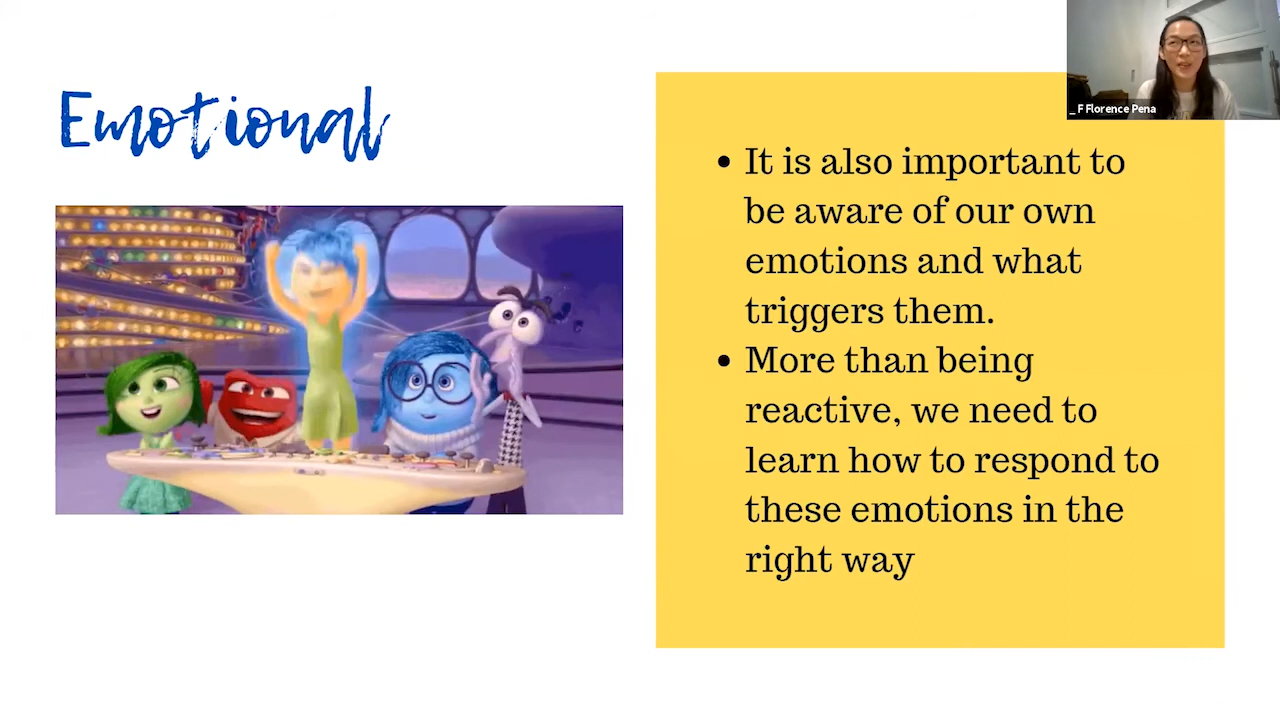 Emotional
_ F Florence Pena
• It is also important to
be aware of our own
emotions and what
triggers them.
• More than being
reactive, we need to
learn how to respond to
these emotions in the
right way